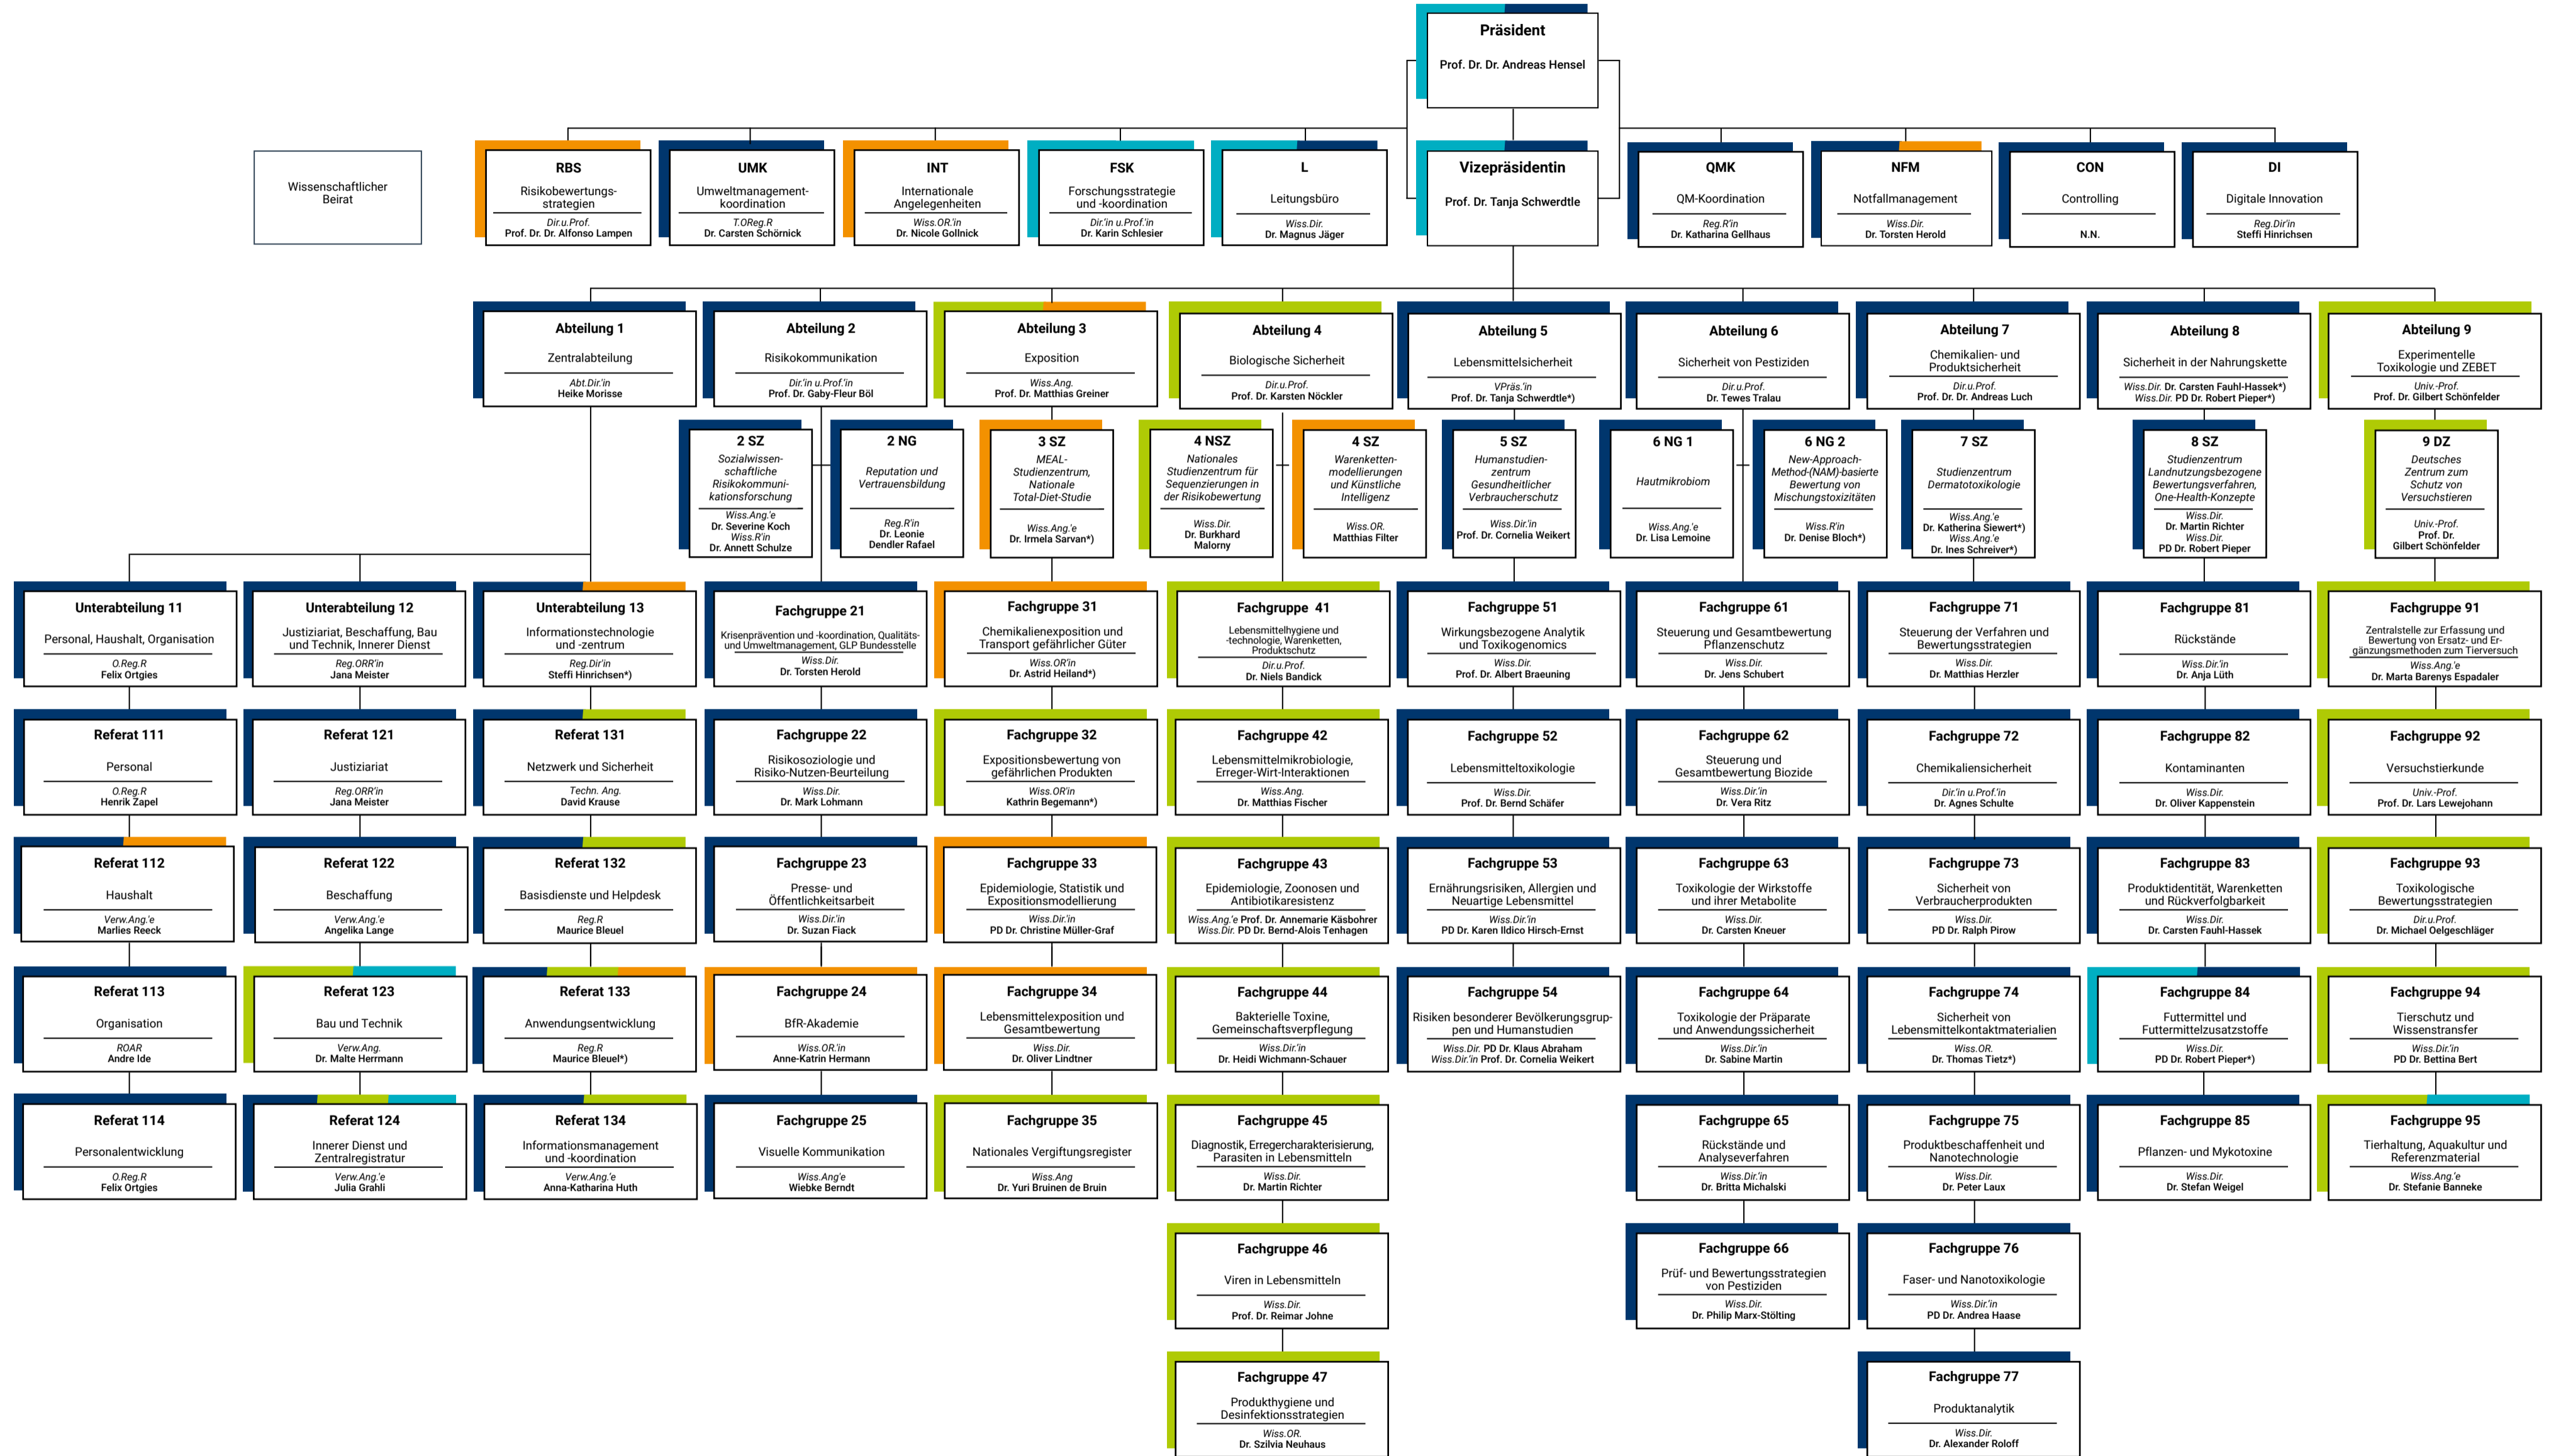 Präsident
Prof. Dr. Dr. Andreas Hensel
Wissenschaftlicher
Beirat
RBS
Risikobewertungs-
strategien
Dir.u.Prof.
Prof. Dr. Dr. Alfonso Lampen
UMK
Umweltmanagement-
koordination
T.OReg.R
Dr. Carsten Schörnick
INT
Internationale
Angelegenheiten
Wiss.OR.'in
Dr. Nicole Gollnick
FSK
Forschungsstrategie
und -koordination
Dir.'in u.Prof.'in
Dr. Karin Schlesier
L
Leitungsbüro
Wiss.Dir.
Dr. Magnus Jäger
Vizepräsidentin
Prof. Dr. Tanja Schwerdtle
QMK
QM-Koordination
Reg.R'in
Dr. Katharina Gellhaus
NFM
Notfallmanagement
Wiss.Dir.
Dr. Torsten Herold
CON
Controlling
N.N.
DI
Digitale Innovation
Reg.Dir'in
Steffi Hinrichsen
Abteilung 1
Zentralabteilung
Abt.Dir.'in
Heike Morisse
Abteilung 2
Risikokommunikation
Dir.'in u.Prof.'in
Prof. Dr. Gaby-Fleur Böl
Abteilung 3
Exposition
Wiss.Ang.
Prof. Dr. Matthias Greiner
Abteilung 4
Biologische Sicherheit
Dir.u.Prof.
Prof. Dr. Karsten Nöckler
Abteilung 5
Lebensmittelsicherheit
VPräs.'in
Prof. Dr. Tanja Schwerdtle*)
Abteilung 6
Sicherheit von Pestiziden
Dir.u.Prof.
Dr. Tewes Tralau
Abteilung 7
Chemikalien- und
Produktsicherheit
Dir.u.Prof.
Prof. Dr. Dr. Andreas Luch
Abteilung 8
Sicherheit in der Nahrungskette
Wiss.Dir. Dr. Carsten Fauhl-Hassek*)
Wiss.Dir. PD Dr. Robert Pieper*)
Abteilung 9
Experimentelle
Toxikologie und ZEBET
Univ.-Prof.
Prof. Dr. Gilbert Schönfelder
2 SZ
Sozialwissen-
schaftliche
Risikokommuni-
kationsforschung
Wiss.Ang.'e
Dr. Severine Koch
Wiss.R'in
Dr. Annett Schulze
2 NG
Reputation und
Vertrauensbildung
Reg.R'in
Dr. Leonie
Dendler Rafael
3 SZ
MEAL-
Studienzentrum,
Nationale
Total-Diet-Studie
Wiss.Ang.'e
Dr. Irmela Sarvan*)
4 NSZ
Nationales
Studienzentrum für
Sequenzierungen in
der Risikobewertung
Wiss.Dir.
Dr. Burkhard
Malorny
4 SZ
Warenketten-
modellierungen
und Künstliche
Intelligenz
Wiss.OR.
Matthias Filter
5 SZ
Humanstudien-
zentrum
Gesundheitlicher
Verbraucherschutz
Wiss.Dir.'in
Prof. Dr. Cornelia Weikert
6 NG 1
Hautmikrobiom
Wiss.Ang.'e
Dr. Lisa Lemoine
6 NG 2
New-Approach-
Method-(NAM)-basierte
Bewertung von
Mischungstoxizitäten
Wiss.R'in
Dr. Denise Bloch*)
7 SZ
Studienzentrum
Dermatotoxikologie
Wiss.Ang.'e
Dr. Katherina Siewert*)
Wiss.Ang.'e
Dr. Ines Schreiver*)
8 SZ
Studienzentrum
Landnutzungsbezogene
Bewertungsverfahren,
One-Health-Konzepte
Wiss.Dir.
Dr. Martin Richter
Wiss.Dir.
PD Dr. Robert Pieper
9 DZ
Deutsches
Zentrum zum
Schutz von
Versuchstieren
Univ.-Prof.
Prof. Dr.
Gilbert Schönfelder
Unterabteilung 11
Personal, Haushalt, Organisation
O.Reg.R
Felix Ortgies
Unterabteilung 12
Justiziariat, Beschaffung, Bau
und Technik, Innerer Dienst
Reg.ORR'in
Jana Meister
Unterabteilung 13
Informationstechnologie
und -zentrum
Reg.Dir'in
Steffi Hinrichsen*)
Fachgruppe 21
Krisenprävention und -koordination, Qualitäts-
und Umweltmanagement, GLP Bundesstelle
Wiss.Dir.
Dr. Torsten Herold
Fachgruppe 31
Chemikalienexposition und
Transport gefährlicher Güter
Wiss.OR'in
Dr. Astrid Heiland*)
Fachgruppe 41
Lebensmittelhygiene und
-technologie, Warenketten,
Produktschutz
Dir.u.Prof.
Dr. Niels Bandick
Fachgruppe 51
Wirkungsbezogene Analytik
und Toxikogenomics
Wiss.Dir.
Prof. Dr. Albert Braeuning
Fachgruppe 61
Steuerung und Gesamtbewertung
Pflanzenschutz
Wiss.Dir.
Dr. Jens Schubert
Fachgruppe 71
Steuerung der Verfahren und
Bewertungsstrategien
Wiss.Dir.
Dr. Matthias Herzler
Fachgruppe 81
Rückstände
Wiss.Dir.'in
Dr. Anja Lüth
Fachgruppe 91
Zentralstelle zur Erfassung und
Bewertung von Ersatz- und Er-
gänzungsmethoden zum Tierversuch
Wiss.Ang.'e
Dr. Marta Barenys Espadaler
Referat 111
Personal
O.Reg.R
Henrik Zapel
Referat 121
Justiziariat
Reg.ORR'in
Jana Meister
Referat 131
Netzwerk und Sicherheit
Techn. Ang.
David Krause
Fachgruppe 22
Risikosoziologie und
Risiko-Nutzen-Beurteilung
Wiss.Dir.
Dr. Mark Lohmann
Fachgruppe 32
Expositionsbewertung von
gefährlichen Produkten
Wiss.OR'in
Kathrin Begemann*)
Fachgruppe 42
Lebensmittelmikrobiologie,
Erreger-Wirt-Interaktionen
Wiss.Ang.
Dr. Matthias Fischer
Fachgruppe 52
Lebensmitteltoxikologie
Wiss.Dir.
Prof. Dr. Bernd Schäfer
Fachgruppe 62
Steuerung und
Gesamtbewertung Biozide
Wiss.Dir.'in
Dr. Vera Ritz
Fachgruppe 72
Chemikaliensicherheit
Dir.'in u.Prof.'in
Dr. Agnes Schulte
Fachgruppe 82
Kontaminanten
Wiss.Dir.
Dr. Oliver Kappenstein
Fachgruppe 92
Versuchstierkunde
Univ.-Prof.
Prof. Dr. Lars Lewejohann
Referat 112
Haushalt
Verw.Ang.'e
Marlies Reeck
Referat 122
Beschaffung
Verw.Ang.'e
Angelika Lange
Referat 132
Basisdienste und Helpdesk
Reg.R
Maurice Bleuel
Fachgruppe 23
Presse- und
Öffentlichkeitsarbeit
Wiss.Dir.'in
Dr. Suzan Fiack
Fachgruppe 33
Epidemiologie, Statistik und
Expositionsmodellierung
Wiss.Dir.'in
PD Dr. Christine Müller-Graf
Fachgruppe 43
Epidemiologie, Zoonosen und
Antibiotikaresistenz
Wiss.Ang.'e Prof. Dr. Annemarie Käsbohrer
Wiss.Dir. PD Dr. Bernd-Alois Tenhagen
Fachgruppe 53
Ernährungsrisiken, Allergien und
Neuartige Lebensmittel
Wiss.Dir.'in
PD Dr. Karen Ildico Hirsch-Ernst
Fachgruppe 63
Toxikologie der Wirkstoffe
und ihrer Metabolite
Wiss.Dir.
Dr. Carsten Kneuer
Fachgruppe 73
Sicherheit von
Verbraucherprodukten
Wiss.Dir.
PD Dr. Ralph Pirow
Fachgruppe 83
Produktidentität, Warenketten
und Rückverfolgbarkeit
Wiss.Dir.
Dr. Carsten Fauhl-Hassek
Fachgruppe 93
Toxikologische
Bewertungsstrategien
Dir.u.Prof.
Dr. Michael Oelgeschläger
Referat 113
Organisation
ROAR
Andre Ide
Referat 123
Bau und Technik
Verw.Ang.
Dr. Malte Herrmann
Referat 133
Anwendungsentwicklung
Reg.R
Maurice Bleuel*)
Fachgruppe 24
BfR-Akademie
Wiss.OR.'in
Anne-Katrin Hermann
Fachgruppe 34
Lebensmittelexposition und
Gesamtbewertung
Wiss.Dir.
Dr. Oliver Lindtner
Fachgruppe 44
Bakterielle Toxine,
Gemeinschaftsverpflegung
Wiss.Dir.'in
Dr. Heidi Wichmann-Schauer
Fachgruppe 54
Risiken besonderer Bevölkerungsgrup-
pen und Humanstudien
Wiss.Dir. PD Dr. Klaus Abraham
Wiss.Dir.'in Prof. Dr. Cornelia Weikert
Fachgruppe 64
Toxikologie der Präparate
und Anwendungssicherheit
Wiss.Dir.'in
Dr. Sabine Martin
Fachgruppe 74
Sicherheit von
Lebensmittelkontaktmaterialien
Wiss.OR.
Dr. Thomas Tietz*)
Fachgruppe 84
Futtermittel und
Futtermittelzusatzstoffe
Wiss.Dir.
PD Dr. Robert Pieper*)
Fachgruppe 94
Tierschutz und
Wissenstransfer
Wiss.Dir.'in
PD Dr. Bettina Bert
Referat 114
Personalentwicklung
O.Reg.R
Felix Ortgies
Referat 124
Innerer Dienst und
Zentralregistratur
Verw.Ang.'e
Julia Grahli
Referat 134
Informationsmanagement
und -koordination
Verw.Ang.'e
Anna-Katharina Huth
Fachgruppe 25
Visuelle Kommunikation
Wiss.Ang'e
Wiebke Berndt
Fachgruppe 35
Nationales Vergiftungsregister
Wiss.Ang
Dr. Yuri Bruinen de Bruin
Fachgruppe 45
Diagnostik, Erregercharakterisierung,
Parasiten in Lebensmitteln
Wiss.Dir.
Dr. Martin Richter
Fachgruppe 65
Rückstände und
Analyseverfahren
Wiss.Dir.'in
Dr. Britta Michalski
Fachgruppe 75
Produktbeschaffenheit und
Nanotechnologie
Wiss.Dir.
Dr. Peter Laux
Fachgruppe 85
Pflanzen- und Mykotoxine
Wiss.Dir.
Dr. Stefan Weigel
Fachgruppe 95
Tierhaltung, Aquakultur und
Referenzmaterial
Wiss.Ang.'e
Dr. Stefanie Banneke
Fachgruppe 46
Viren in Lebensmitteln
Wiss.Dir.
Prof. Dr. Reimar Johne
Fachgruppe 66
Prüf- und Bewertungsstrategien
von Pestiziden
Wiss.Dir.
Dr. Philip Marx-Stölting
Fachgruppe 76
Faser- und Nanotoxikologie
Wiss.Dir.'in
PD Dr. Andrea Haase
Fachgruppe 47
Produkthygiene und
Desinfektionsstrategien
Wiss.OR.
Dr. Szilvia Neuhaus
Fachgruppe 77
Produktanalytik
Wiss.Dir.
Dr. Alexander Roloff